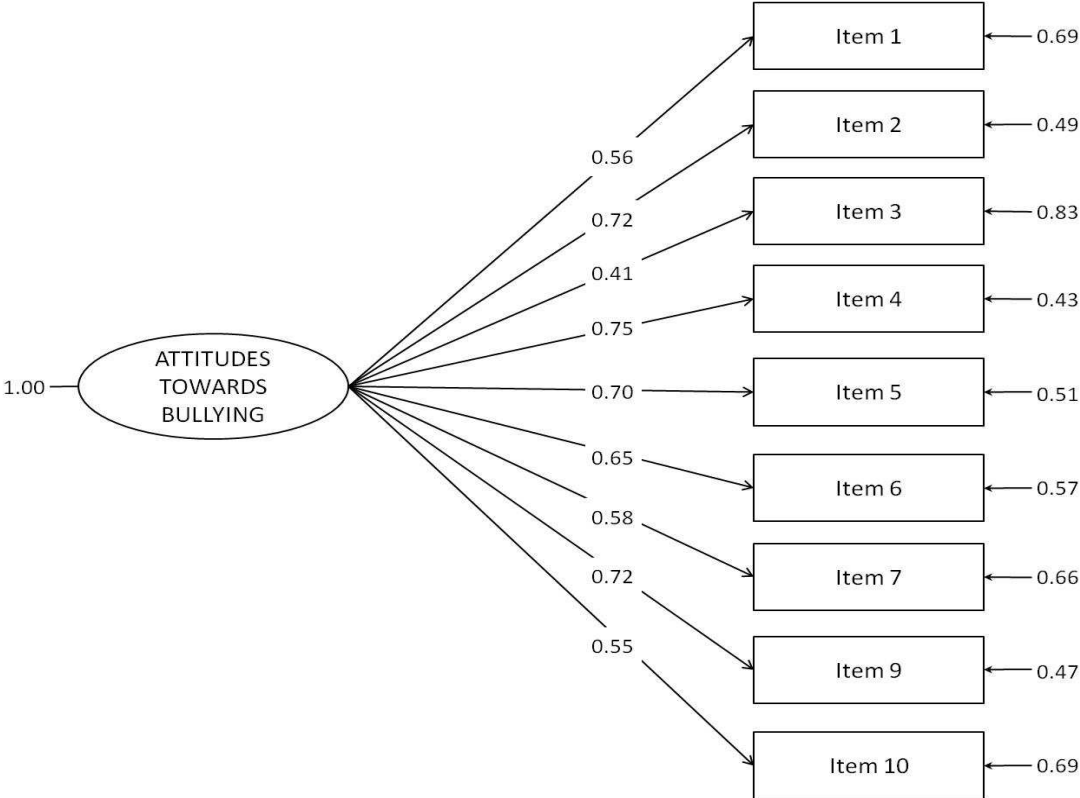 Item 1
0.69
Item 2
0.49
0.56
Item 3
0.83
0.72
0.41
Item 4
0.43
0.75
ATTITUDES
TOWARDS
BULLYING
1.00
0.70
Item 5
0.51
0.65
Item 6
0.57
0.58
Item 7
0.66
0.72
Item 9
0.47
0.55
Item 10
0.69